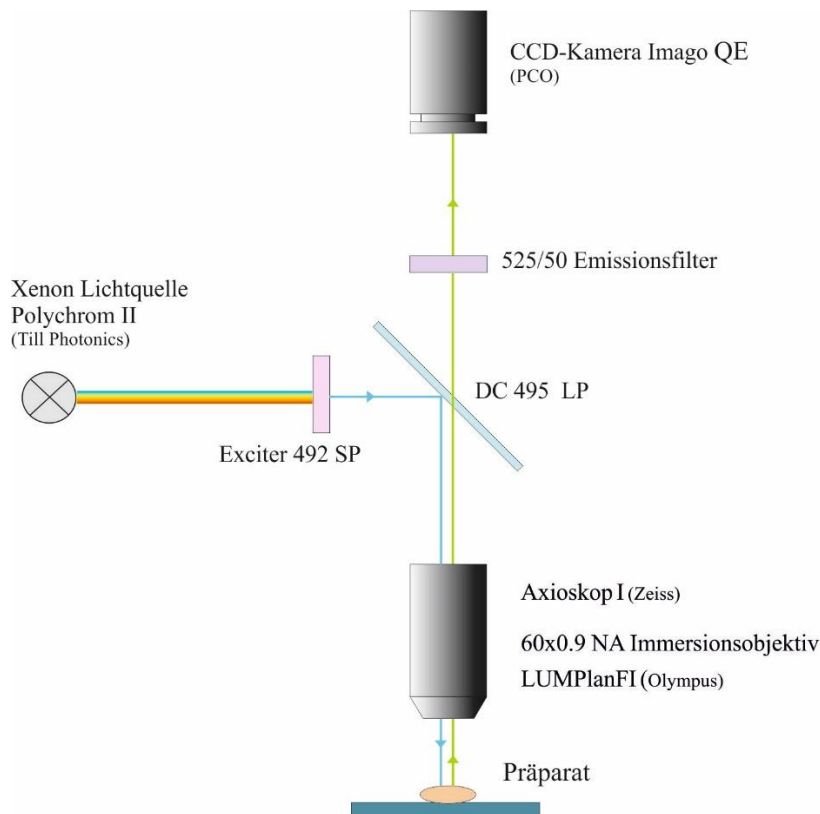 CCD-Kamera Imago QE
(PCO)
525/50 Emissionsfilter
Xenon Lichtquelle
Polychrom II
(Till Photonics)
DC 495 LP
Exciter 492 SP
Axioskop I (Zeiss)
60x0.9 NA Immersionsobjektiv
LUMPlanFI (Olympus)
Präparat